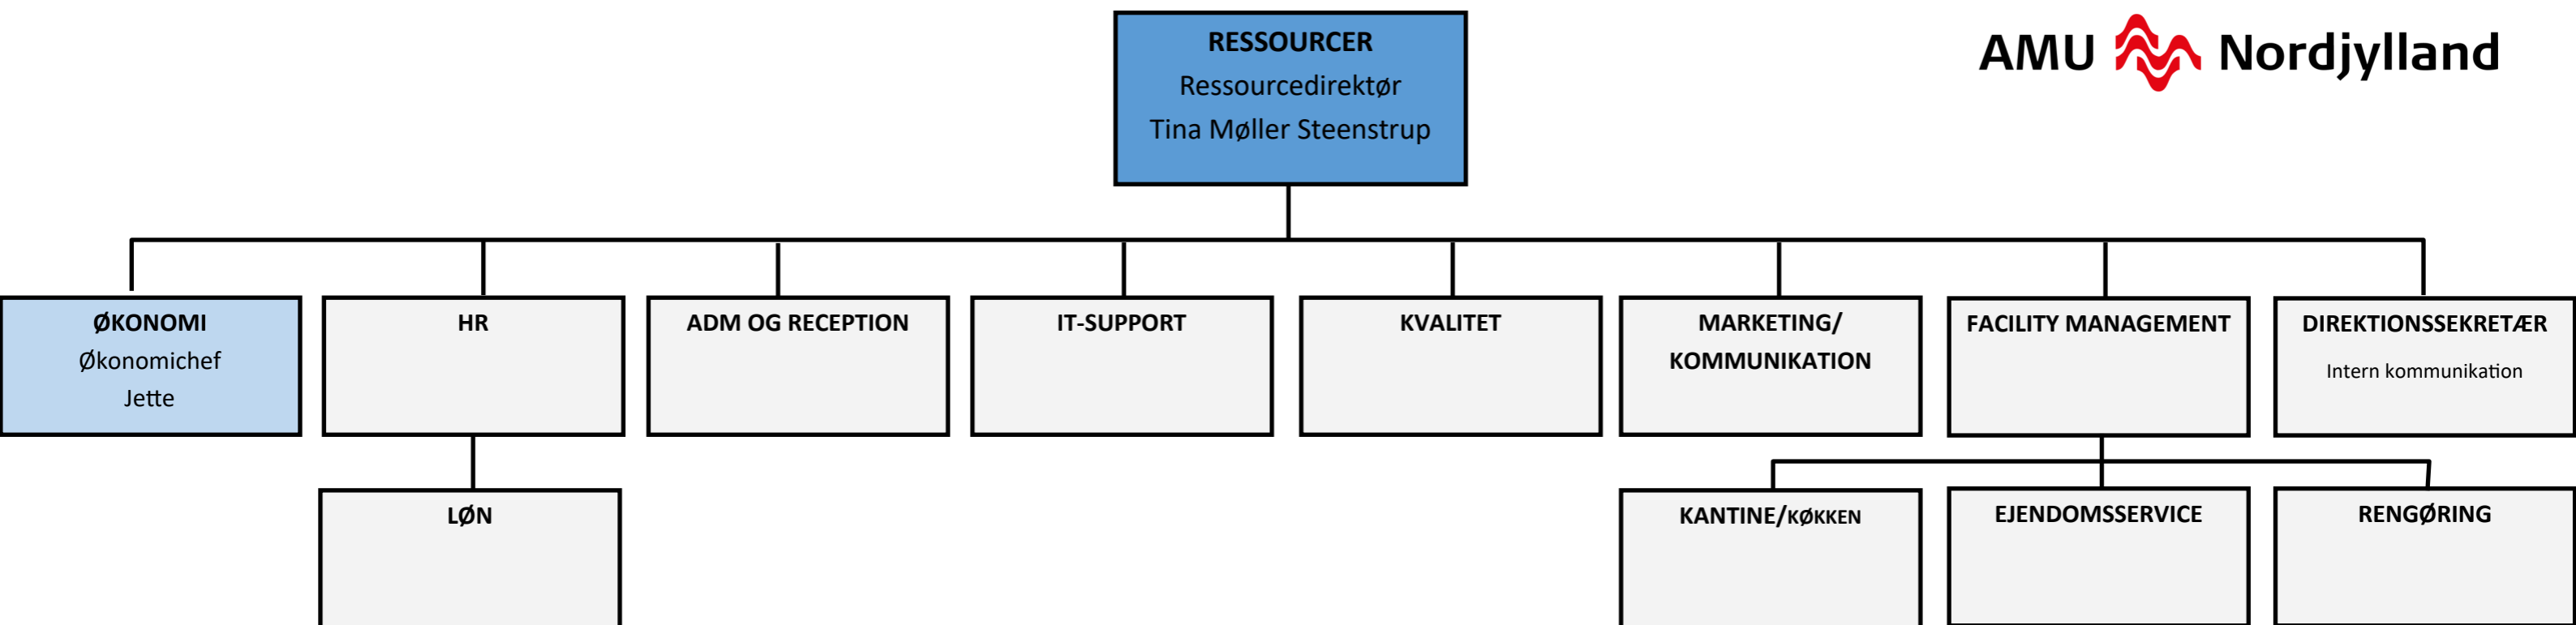 RESSOURCER
Ressourcedirektør
Tina Møller Steenstrup
AMU Nordjylland
ØKONOMI
Økonomichef
Jette
HR
ADM OG RECEPTION
IT-SUPPORT
KVALITET
MARKETING/
KOMMUNIKATION
FACILITY MANAGEMENT
DIREKTIONSSEKRETÆR
Intern kommunikation
LØN
KANTINE/KØKKEN
EJENDOMSSERVICE
RENGØRING